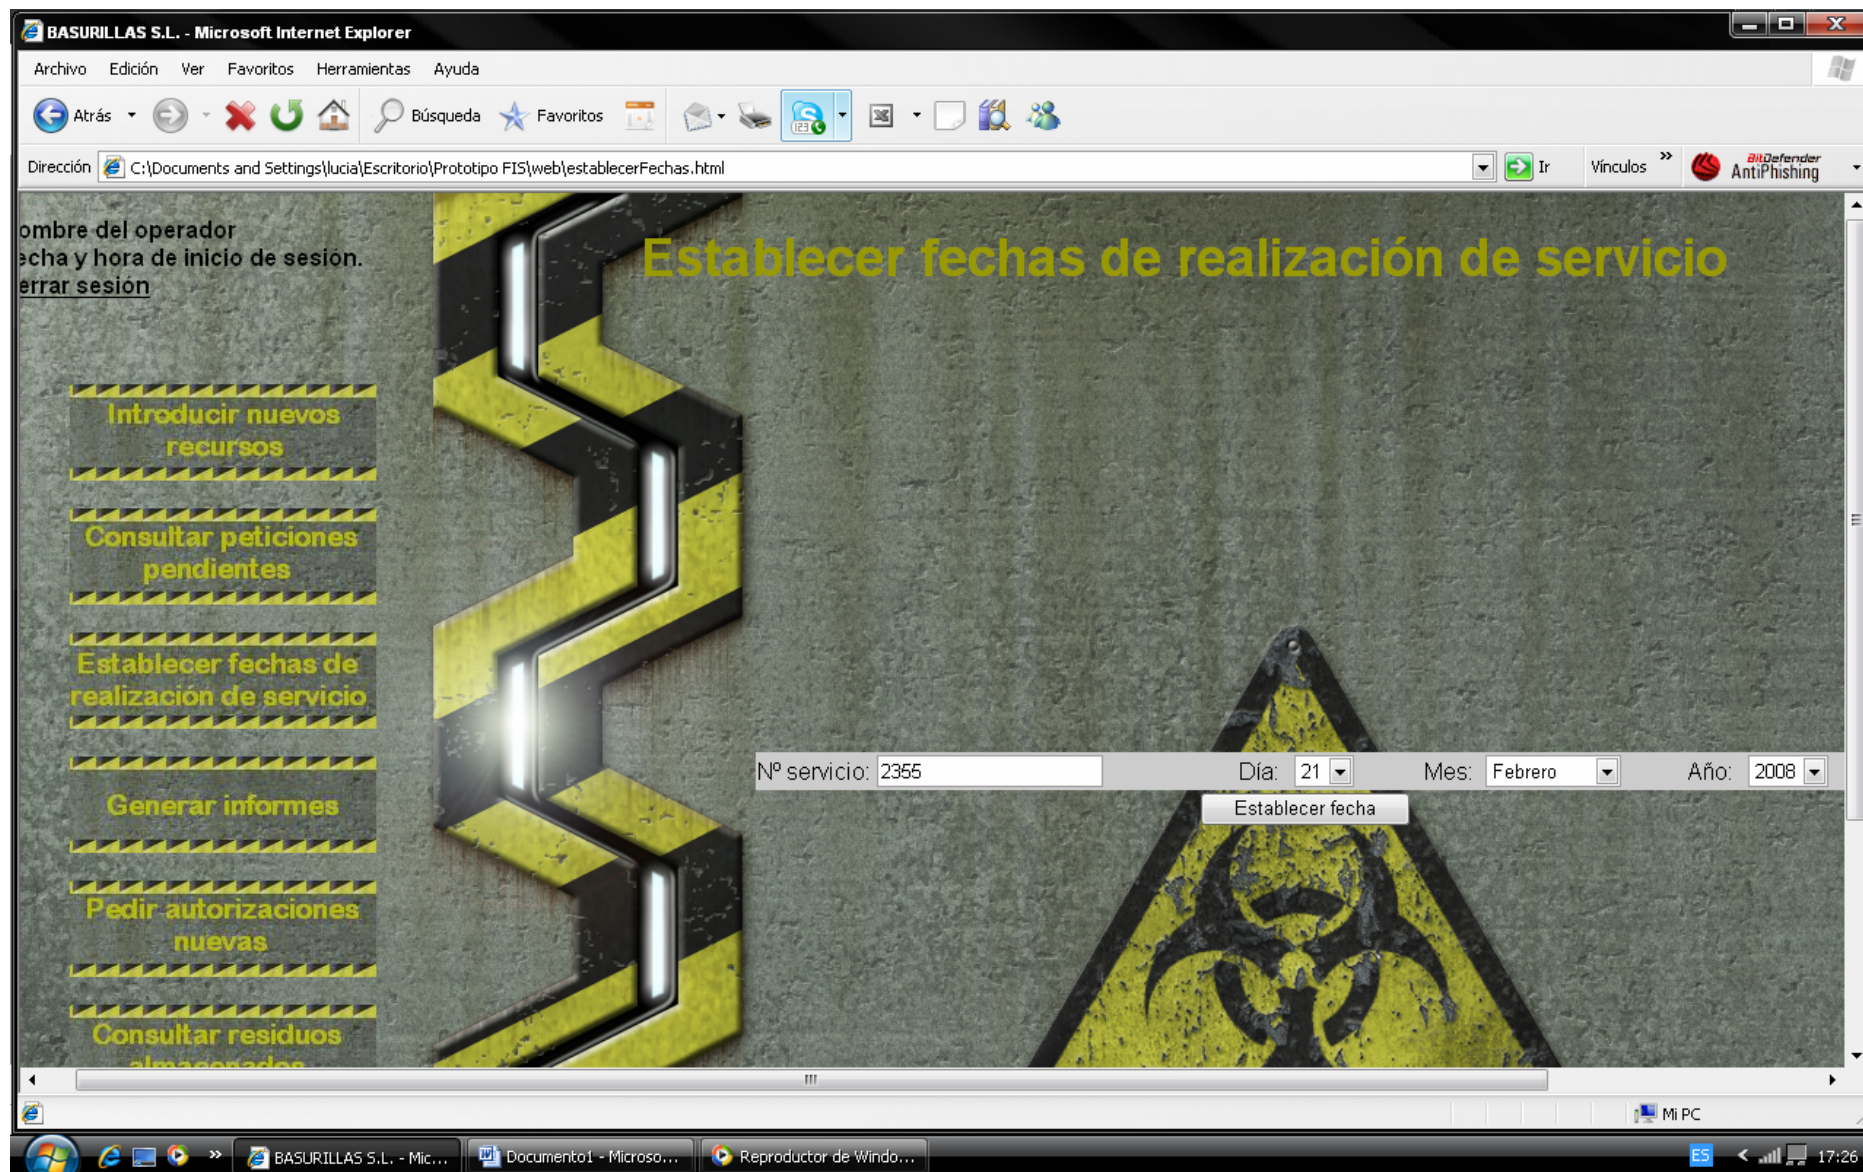 BASURILLAS S.L. - Microsoft Internet Explorer
Archivo Edición Ver Favoritos Herramientas Ayuda
Atrás Búsqueda Favoritos
Dirección C:\Documents and Settings\lucia\Escritorio\Prototipo FIS\web\establecerFechas.html Ir Vínculos » BitDefender AntiPhishing
ombre del operador
echa y hora de inicio de sesión.
errar sesión
Establecer fechas de realización de servicio
Introducir nuevos
recursos
Consultar peticiones
pendientes
Establecer fechas de
realización de servicio
Generar informes
Pedir autorizaciones
nuevas
Consultar residuos
almacenados
Nº servicio: 2355 Día: 21 Mes: Febrero Año: 2008
Establecer fecha
Mi PC
» BASURILLAS S.L. - Mic... Documento1 - Microso... Reproductor de Windo... ES 17:26